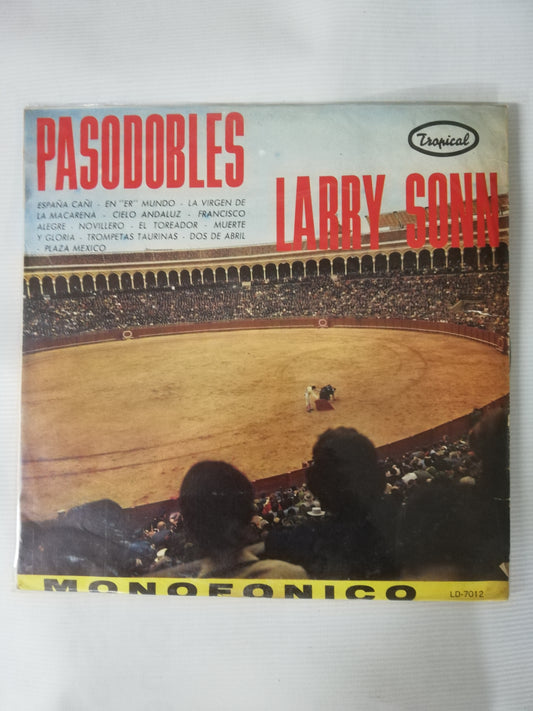 PASODOBLES
Tropical
LARRY SONN
ESPAÑA CAÑI - EN "ER" MUNDO - LA VIRGEN DE
LA MACARENA - CIELO ANDALUZ - FRANCISCO
ALEGRE - NOVILLERO - EL TOREADOR - MUERTE
Y GLORIA - TROMPETAS TAURINAS - DOS DE ABRIL
- PLAZA MEXICO
MONOFONICO
LD-7012